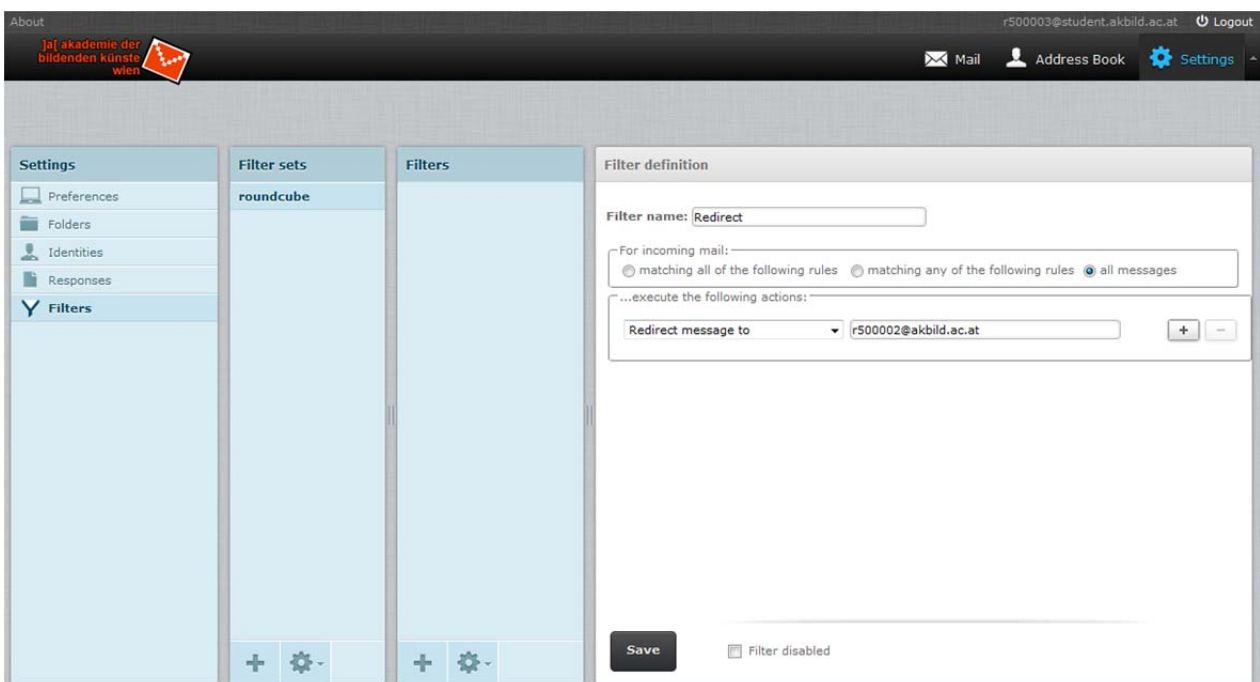 About
r500003@student.akbild.ac.at Logout
]a[ akademie der
bildenden künste
wien
Mail Address Book Settings
Settings
Preferences
Folders
Identities
Responses
Filters
Filter sets
roundcube
Filters
Filter definition
Filter name: Redirect
For incoming mail:
matching all of the following rules matching any of the following rules all messages
...execute the following actions:
Redirect message to r500002@akbild.ac.at + -
+ +
Save Filter disabled